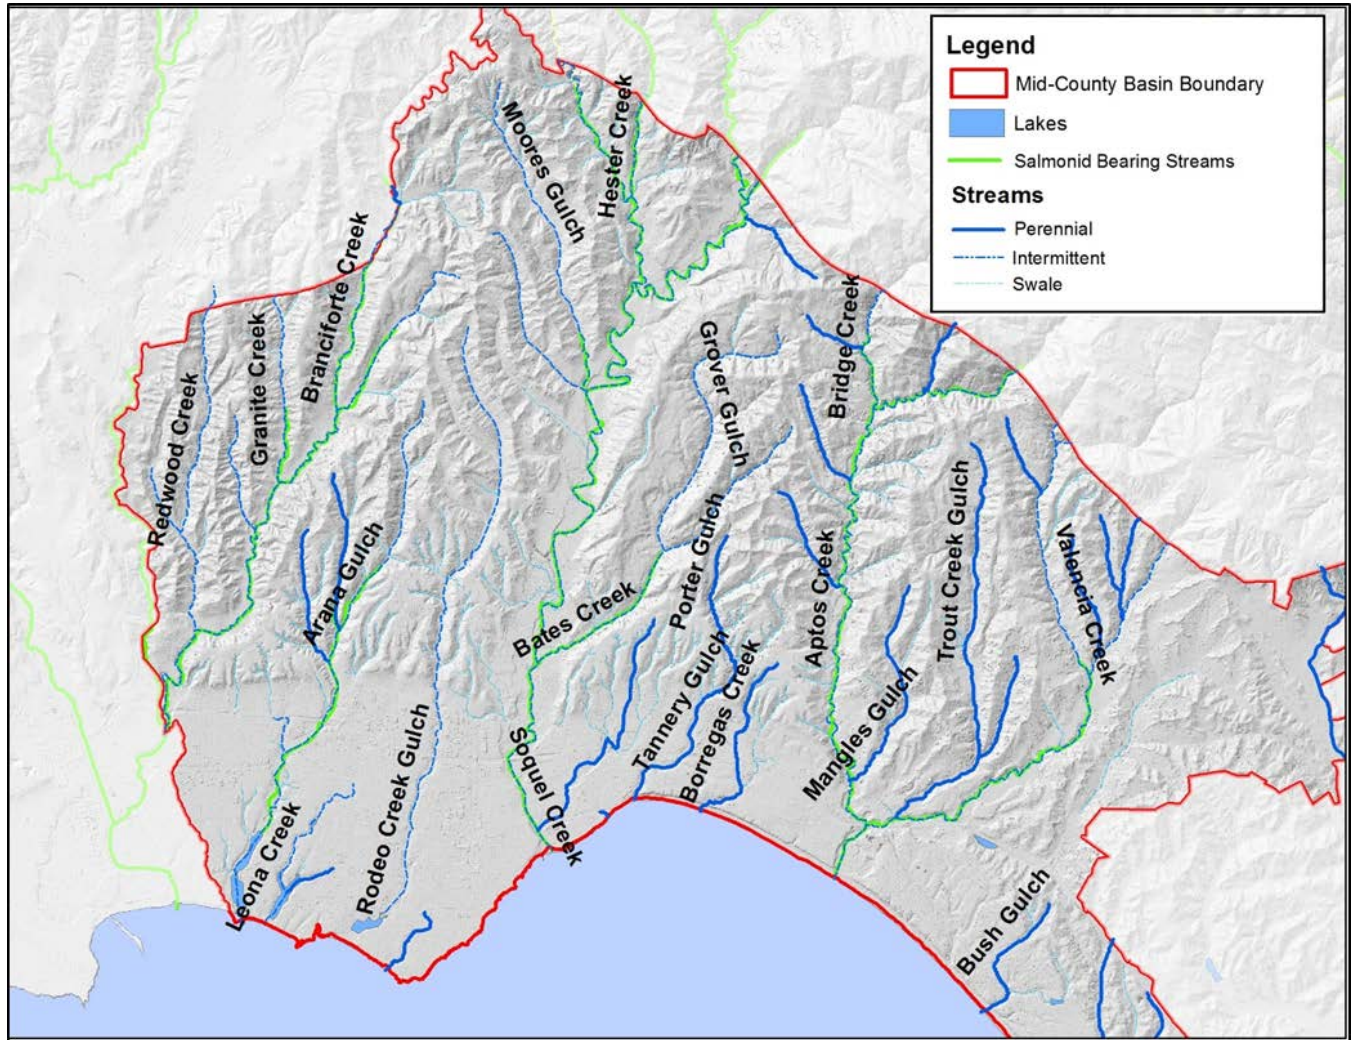 Legend
Mid-County Basin Boundary
Lakes
Salmonid Bearing Streams
Streams
Perennial
Intermittent
Swale
Moores Gulch
Hester Creek
Branciforte Creek
Granite Creek
Redwood Creek
Grover Gulch
Bridge Creek
Arana Gulch
Bates Creek
Porter Gulch
Aptos Creek
Trout Creek Gulch
Valencia Creek
Tannery Gulch
Borregas Creek
Mangles Gulch
Soquel Creek
Rodeo Creek Gulch
Leona Creek
Bush Gulch